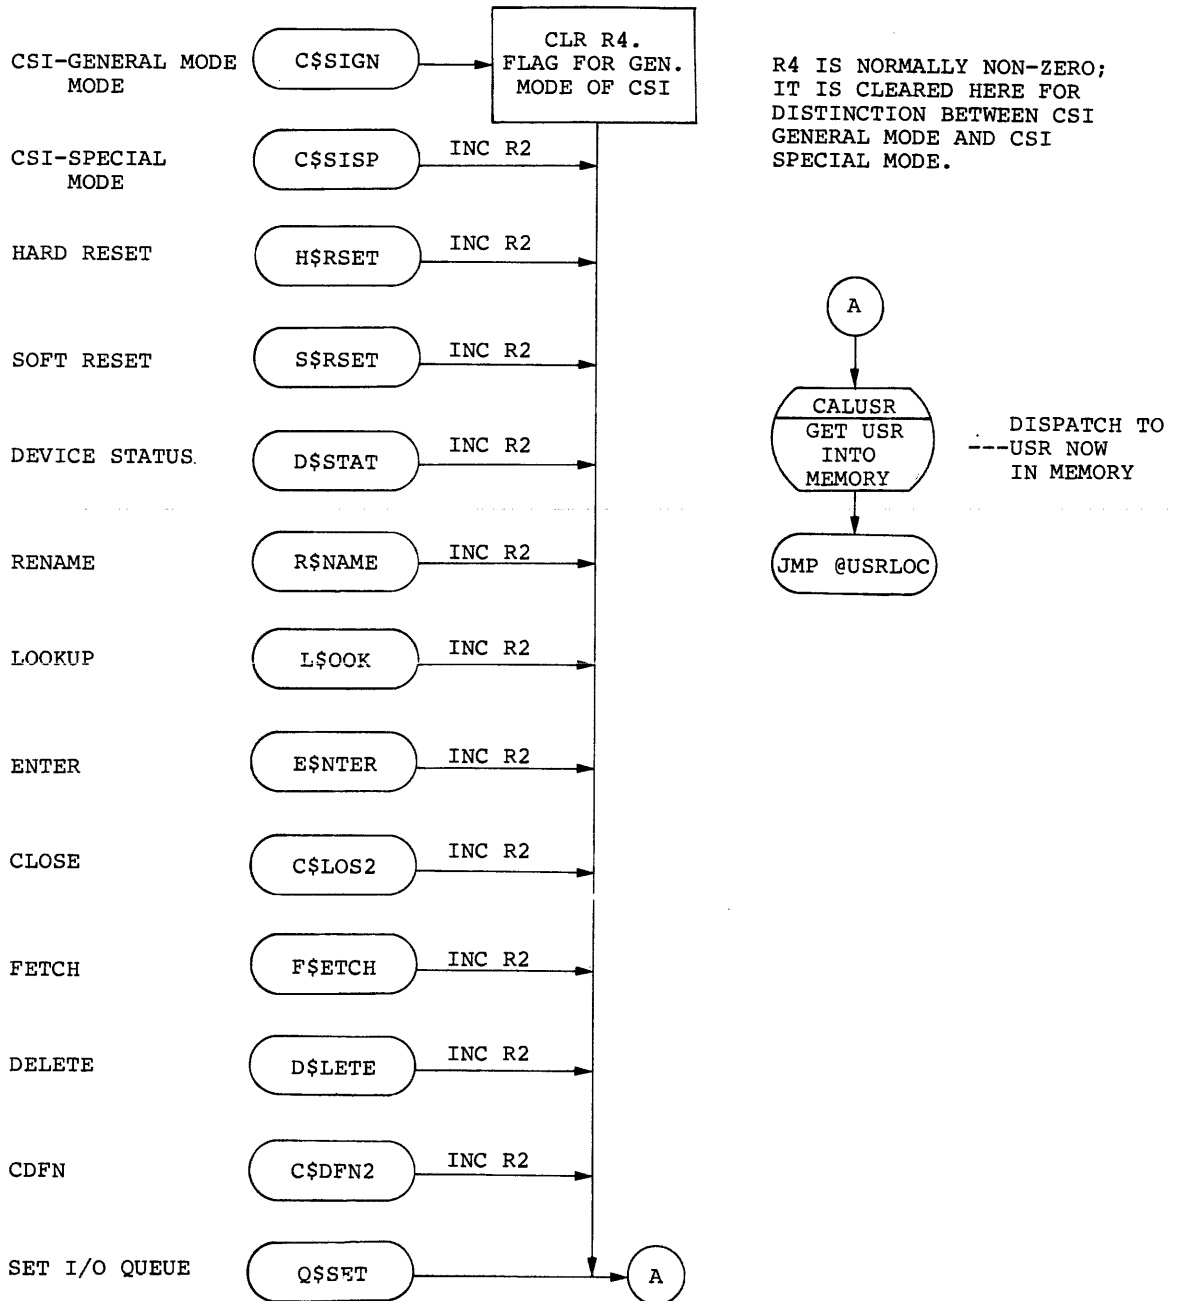 CSI-GENERAL MODE
MODE
C$SIGN
CLR R4.
FLAG FOR GEN.
MODE OF CSI
R4 IS NORMALLY NON-ZERO;
IT IS CLEARED HERE FOR
DISTINCTION BETWEEN CSI
GENERAL MODE AND CSI
SPECIAL MODE.
CSI-SPECIAL
MODE
C$SISP
INC R2
HARD RESET
H$RSET
INC R2
SOFT RESET
S$RSET
INC R2
DEVICE STATUS
D$STAT
INC R2
RENAME
R$NAME
INC R2
LOOKUP
L$OOK
INC R2
ENTER
E$NTER
INC R2
CLOSE
C$LOS2
INC R2
FETCH
F$ETCH
INC R2
DELETE
D$LETE
INC R2
CDFN
C$DFN2
INC R2
SET I/O QUEUE
Q$SET
A
A
CALUSR
GET USR
INTO
MEMORY
DISPATCH TO
---USR NOW
IN MEMORY
JMP @USRLOC